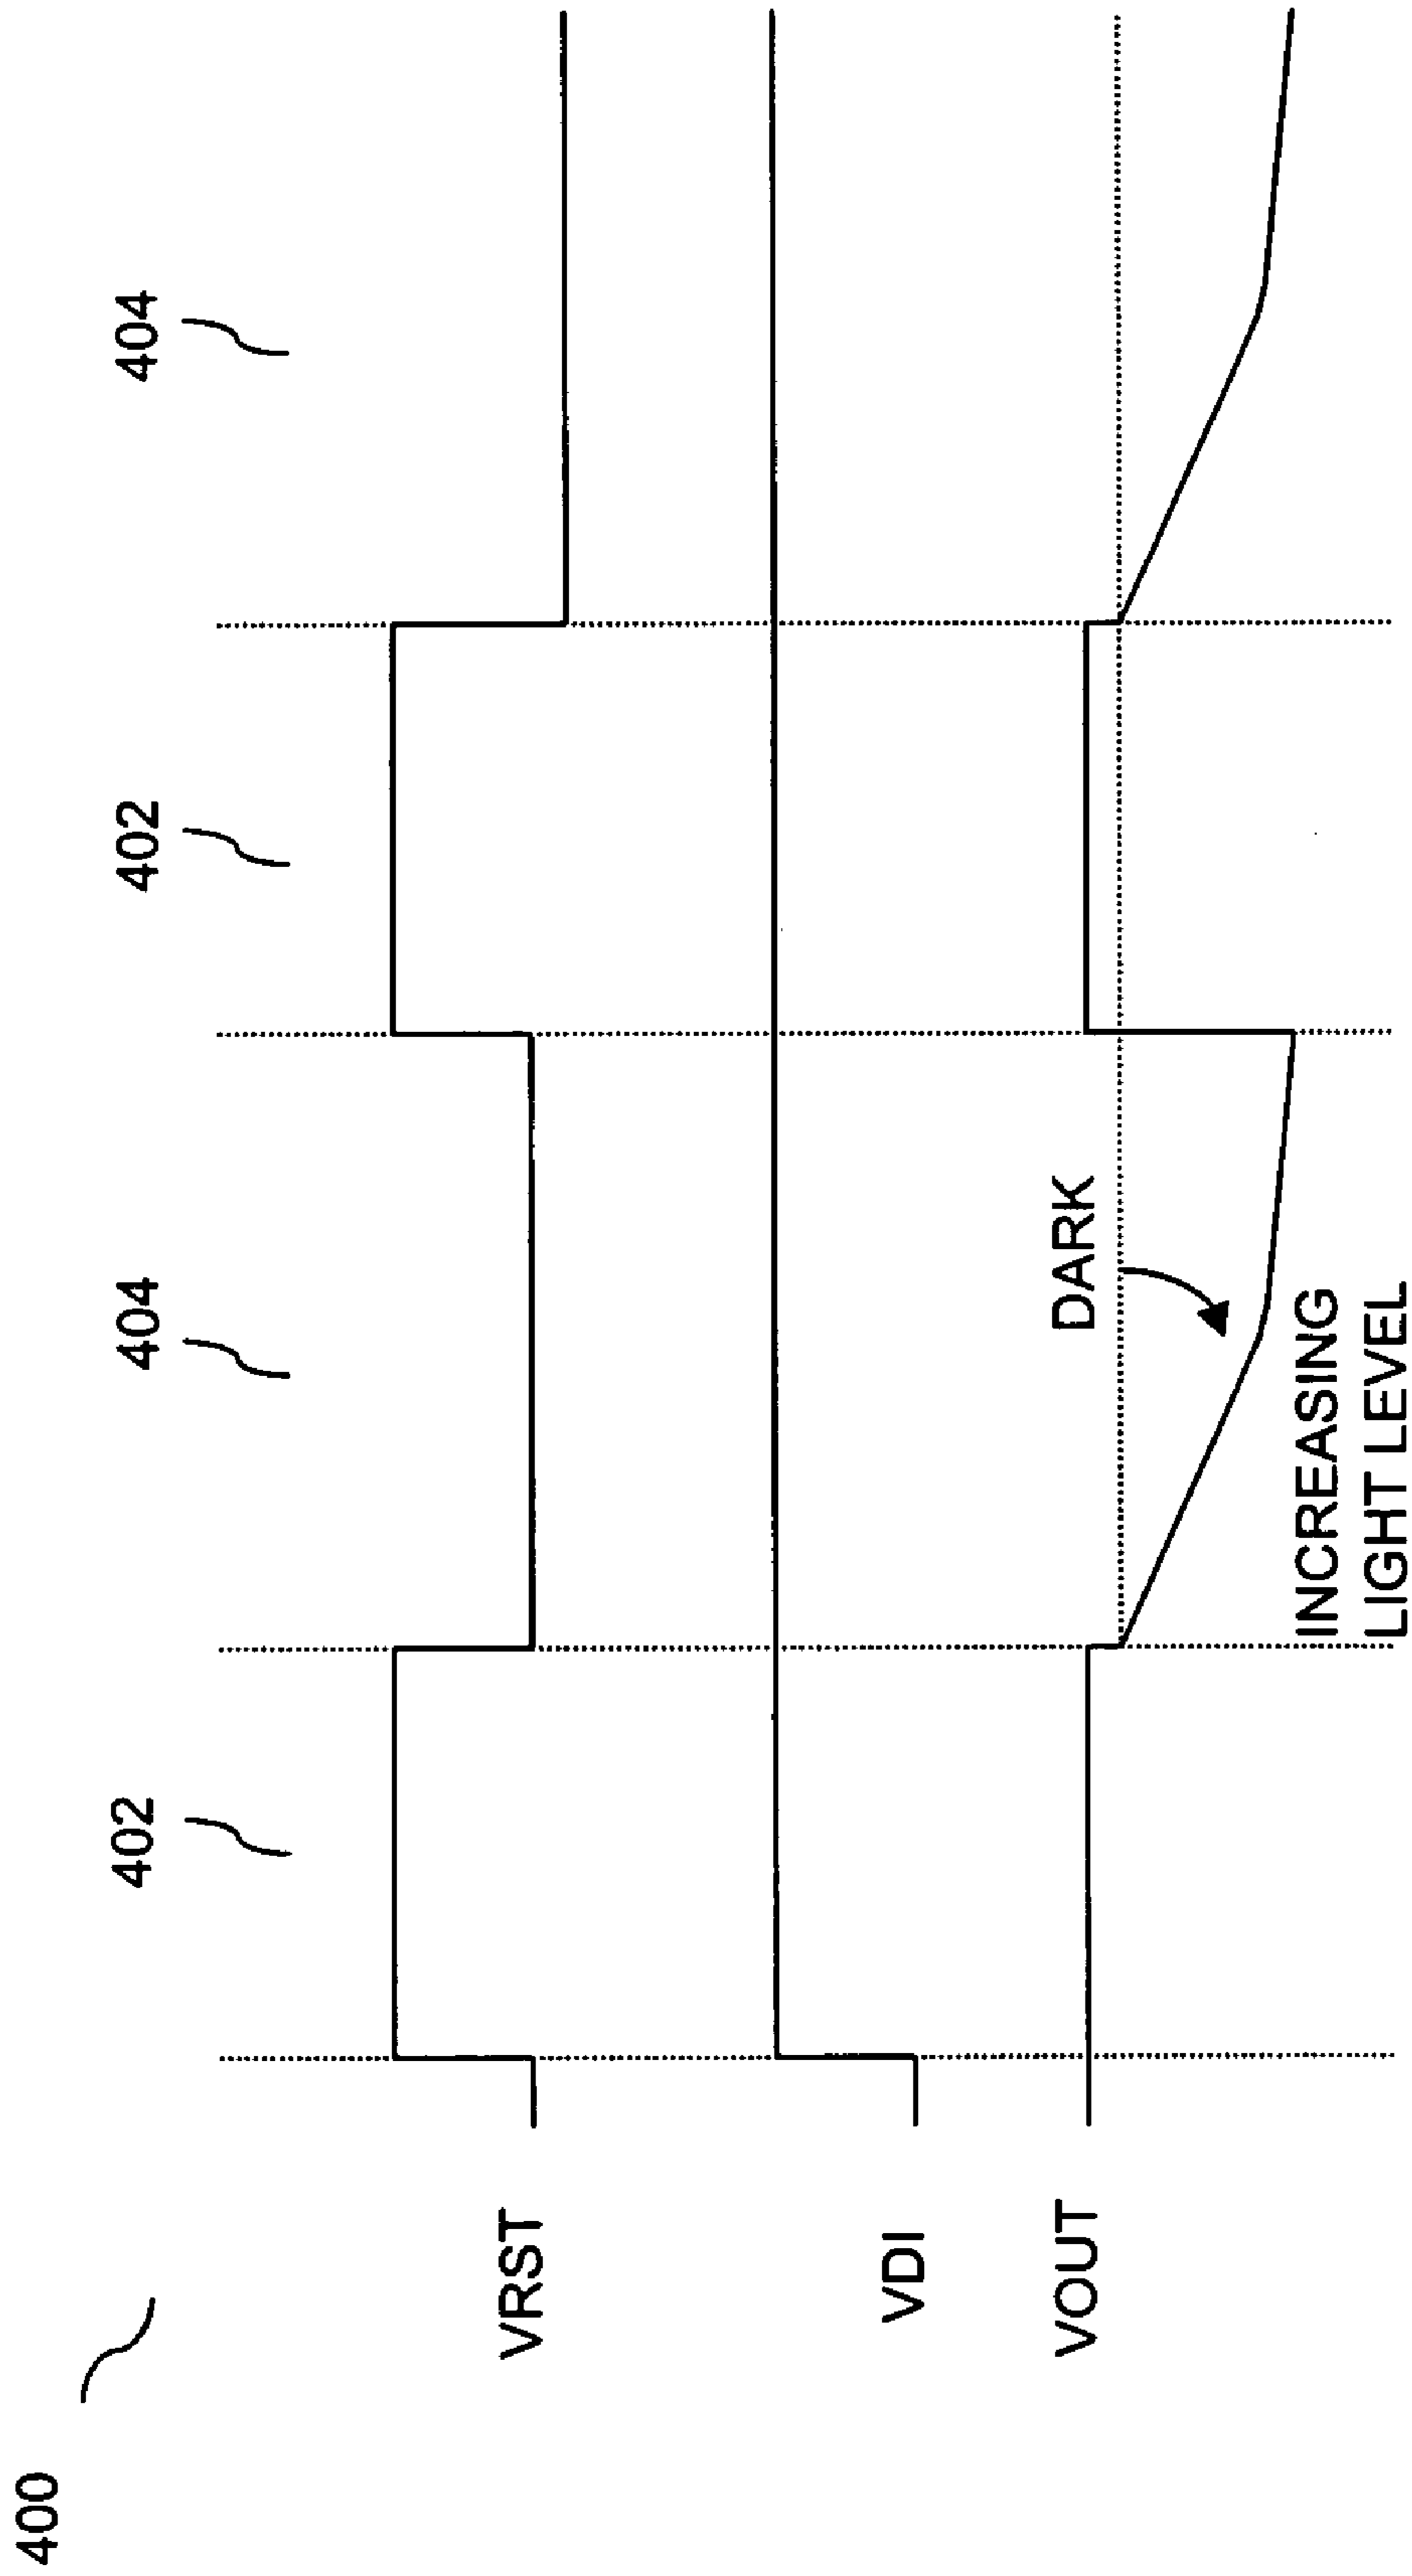 400
402
404
402
404
VRST
VDI
VOUT
DARK
INCREASING
LIGHT LEVEL